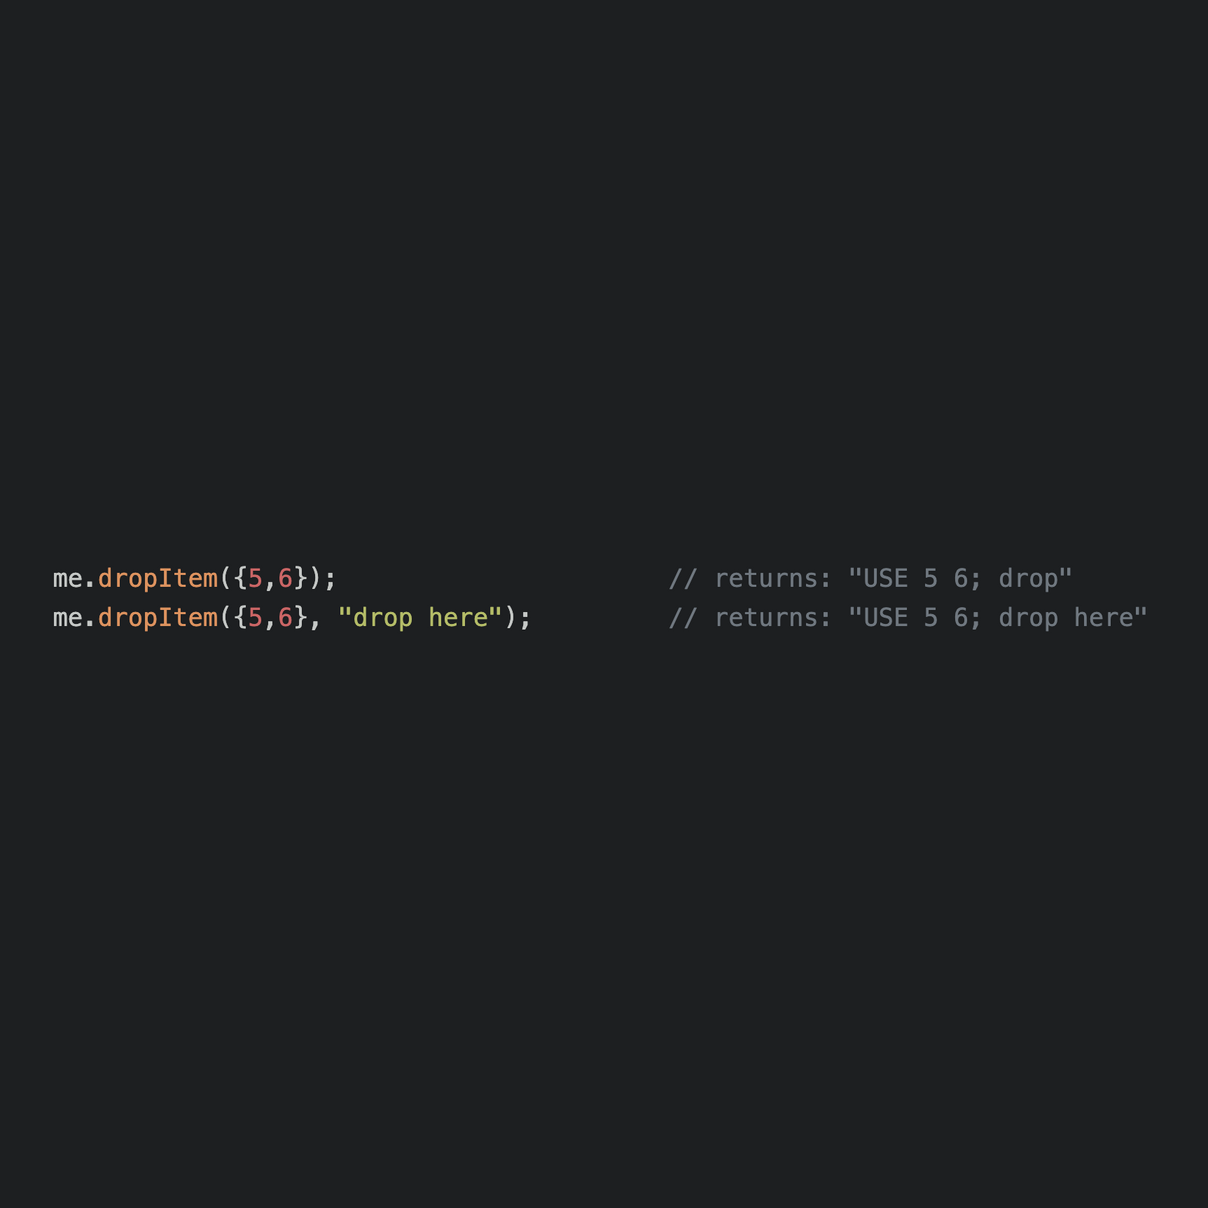 me.dropItem({5,6});                      // returns: "USE 5 6; drop"
me.dropItem({5,6}, "drop here");         // returns: "USE 5 6; drop here"